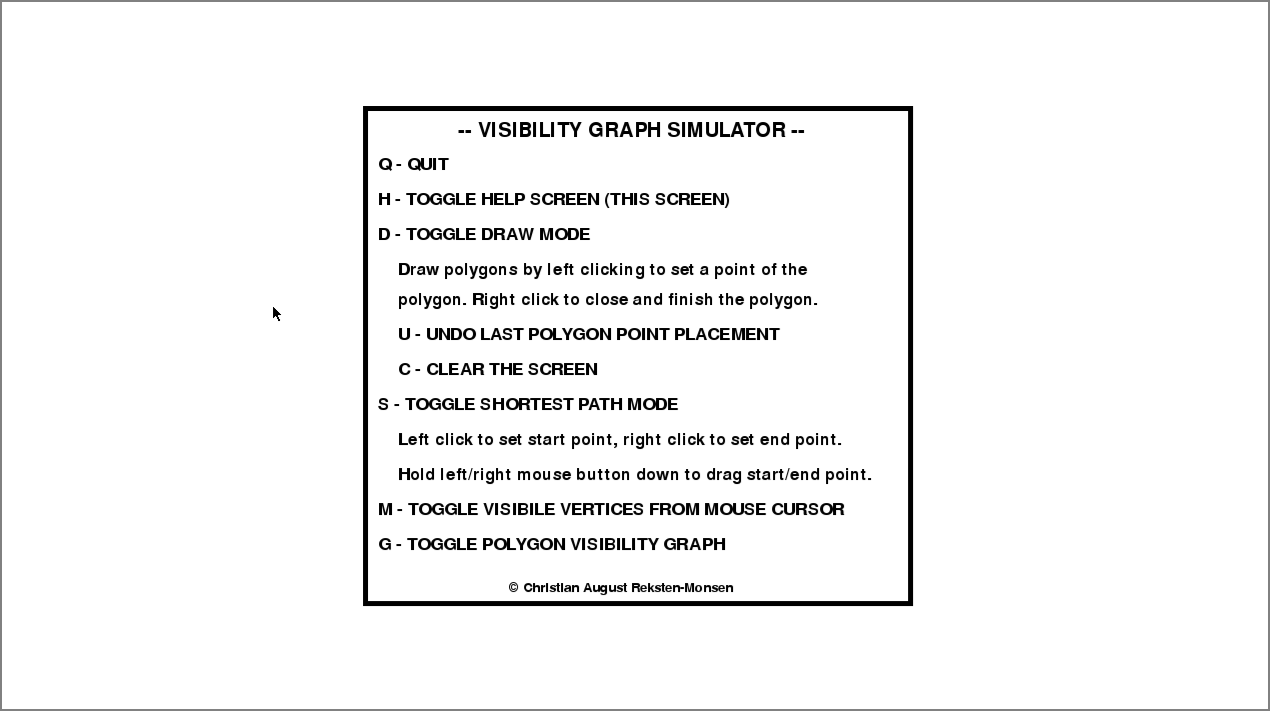 -- VISIBILITY GRAPH SIMULATOR --
Q - QUIT
H - TOGGLE HELP SCREEN (THIS SCREEN)
D - TOGGLE DRAW MODE
Draw polygons by left clicking to set a point of the
polygon. Right click to close and finish the polygon.
U - UNDO LAST POLYGON POINT PLACEMENT
C - CLEAR THE SCREEN
S - TOGGLE SHORTEST PATH MODE
Left click to set start point, right click to set end point.
Hold left/right mouse button down to drag start/end point.
M - TOGGLE VISIBILE VERTICES FROM MOUSE CURSOR
G - TOGGLE POLYGON VISIBILITY GRAPH
© Christian August Reksten-Monsen